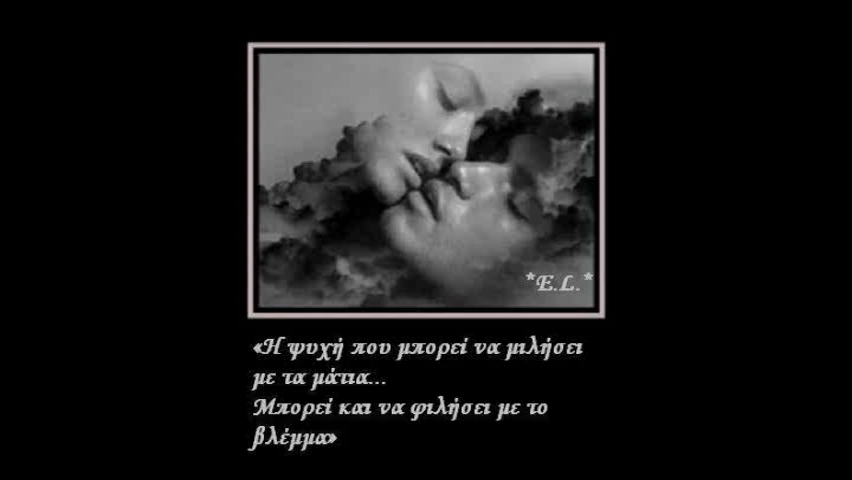 *E.L.*
«Η ψυχή που μπορεί να μιλήσει
με τα μάτια...
Μπορεί και να φιλήσει με το
βλέμμα»